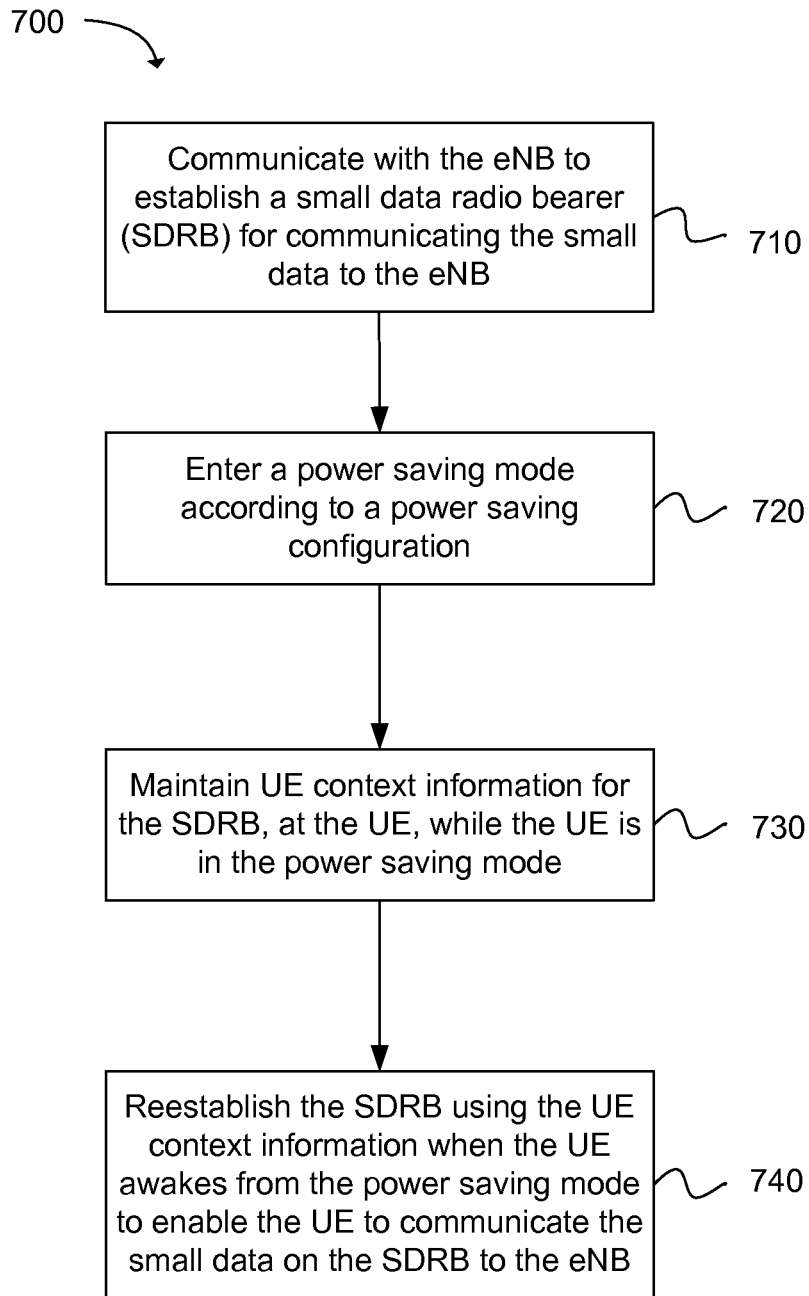 700
Communicate with the eNB to
establish a small data radio bearer
(SDRB) for communicating the small
data to the eNB
710
Enter a power saving mode
according to a power saving
configuration
720
Maintain UE context information for
the SDRB, at the UE, while the UE is
in the power saving mode
730
Reestablish the SDRB using the UE
context information when the UE
awakes from the power saving mode
to enable the UE to communicate the
small data on the SDRB to the eNB
740